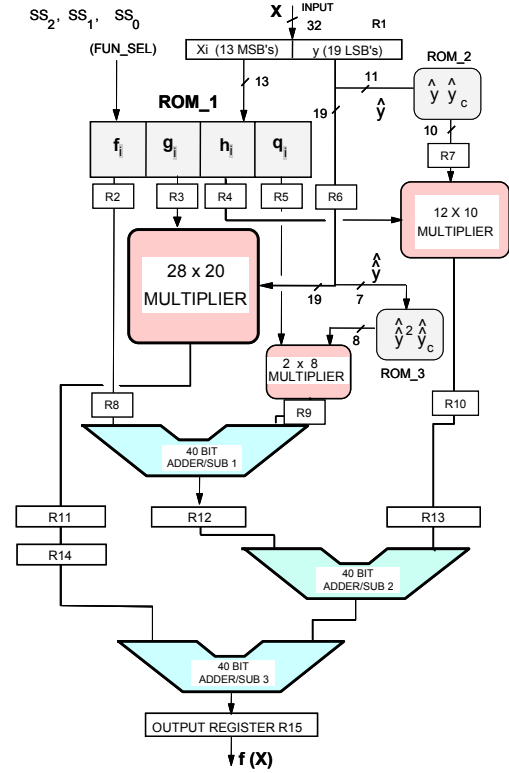 X INPUT
SS2, SS1, SS0
32 R1
(FUN_SEL)
Xi (13 MSB's) y (19 LSB's)
ROM_2
13
11
ŷ
19
ŷ ŷc
ROM_1
10
fi gi hi qi
R7
R2 R3 R4 R5 R6
12 X 10
MULTIPLIER
28 x 20
MULTIPLIER
ŷ̂
19 7
ŷ̂2 ŷ̂c
8
ROM_3
2 x 8
MULTIPLIER
R8 R9 R10
40 BIT
ADDER/SUB 1
R11 R12 R13
R14
40 BIT
ADDER/SUB 2
40 BIT
ADDER/SUB 3
OUTPUT REGISTER R15
f (X)